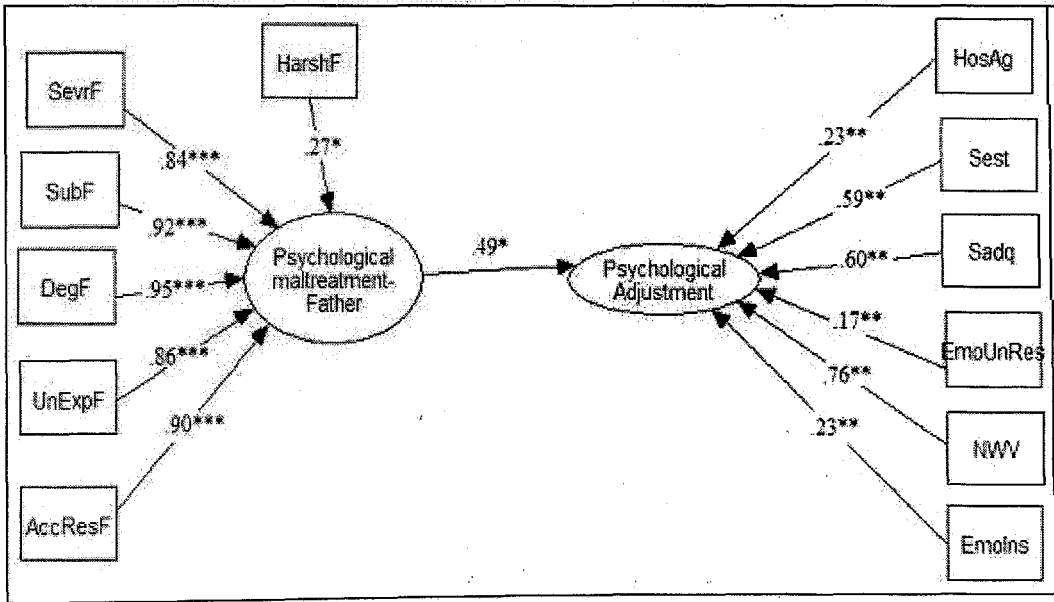 HarshF
SevrF
SubF
DegF
UnExpF
AccResF
.27*
.84***
.92***
.95***
.86***
.90***
Psychological
maltreatment-
Father
.49*
Psychological
Adjustment
.23**
.59**
.60**
.17**
.76**
.23**
HosAg
Sest
Sadq
EmoUnRes
NWV
EmoIns